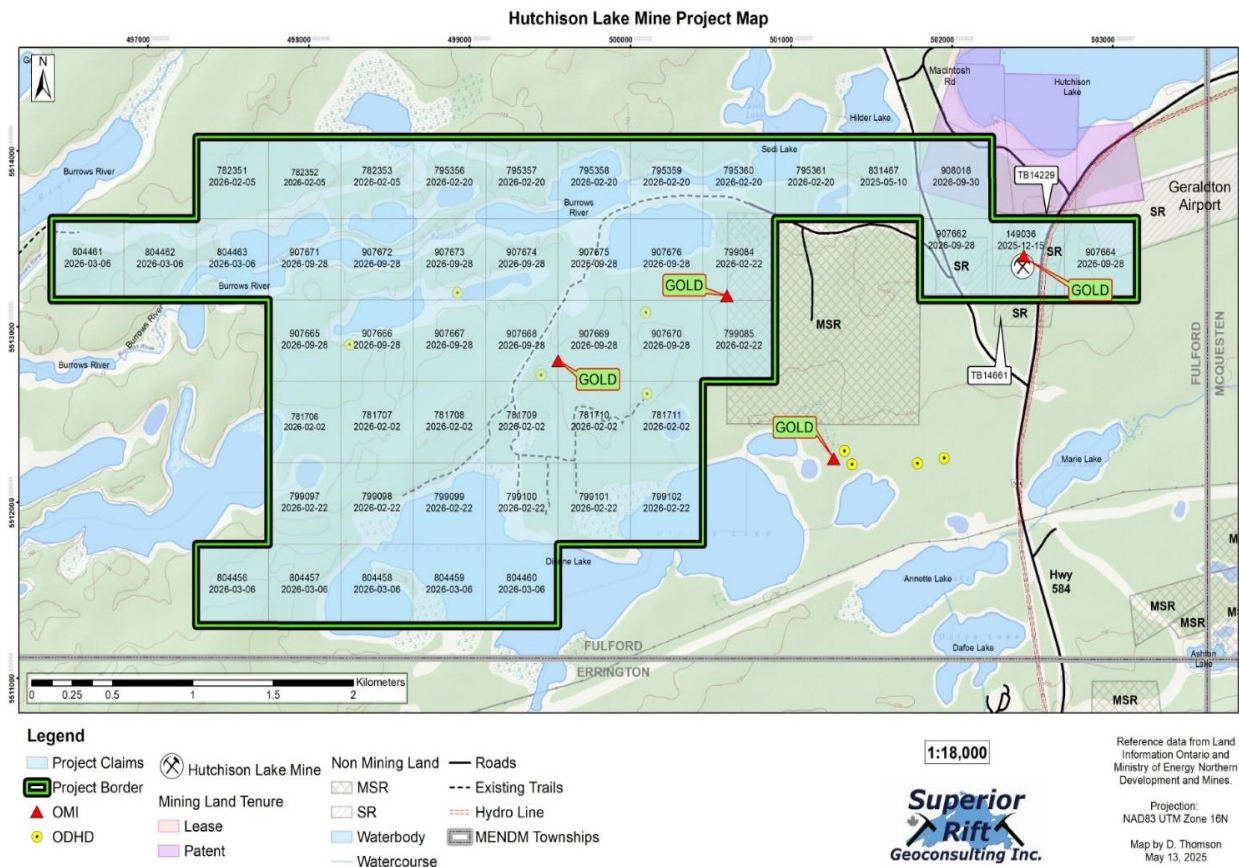 Hutchison Lake Mine Project Map
497000
498000
499000
500000
501000
502000
503000
5514000
5513000
5512000
5511000
N
Macintosh
Rd
Hutchison
Lake
Hilder Lake
Sedi Lake
Burrows River
782351
2026-02-05
782352
2026-02-05
782353
2026-02-05
795356
2026-02-20
795357
2026-02-20
795358
2026-02-20
795359
2026-02-20
795360
2026-02-20
795361
2026-02-20
831467
2025-05-10
908018
2026-09-30
TB14229
Geraldton
Airport
SR
Burrows
River
804461
2026-03-06
804462
2026-03-06
804463
2026-03-06
907671
2026-09-28
907672
2026-09-28
907673
2026-09-28
907674
2026-09-28
907675
2026-09-28
907676
2026-09-28
799084
2026-02-22
907662
2026-09-28
149036
2025-12-15
907664
2026-09-28
SR
SR
SR
Burrows River
GOLD
GOLD
MSR
Burrows River
Burrows River
907665
2026-09-28
907666
2026-09-28
907667
2026-09-28
907668
2026-09-28
907669
2026-09-28
907670
2026-09-28
799085
2026-02-22
TB14661
FULFORD
MCQUESTEN
GOLD
781706
2026-02-02
781707
2026-02-02
781708
2026-02-02
781709
2026-02-02
781710
2026-02-02
781711
2026-02-02
GOLD
Marie Lake
799097
2026-02-22
799098
2026-02-22
799099
2026-02-22
799100
2026-02-22
799101
2026-02-22
799102
2026-02-22
804456
2026-03-06
804457
2026-03-06
804458
2026-03-06
804459
2026-03-06
804460
2026-03-06
Annette Lake
Hwy
584
MSR
MSR
Dafoe Lake
Ashton
Lake
FULFORD
ERRINGTON
MSR
Kilometers
0 0.25 0.5 1 1.5 2
Legend
Project Claims
Project Border
OMI
ODHD
Hutchison Lake Mine
Mining Land Tenure
Lease
Patent
Non Mining Land
MSR
SR
Waterbody
Watercourse
Roads
Existing Trails
Hydro Line
MENDM Townships
1:18,000
Superior
Rift
Geoconsulting Inc.
Reference data from Land
Information Ontario and
Ministry of Energy Northern
Development and Mines.
Projection:
NAD83 UTM Zone 16N
Map by D. Thomson
May 13, 2025